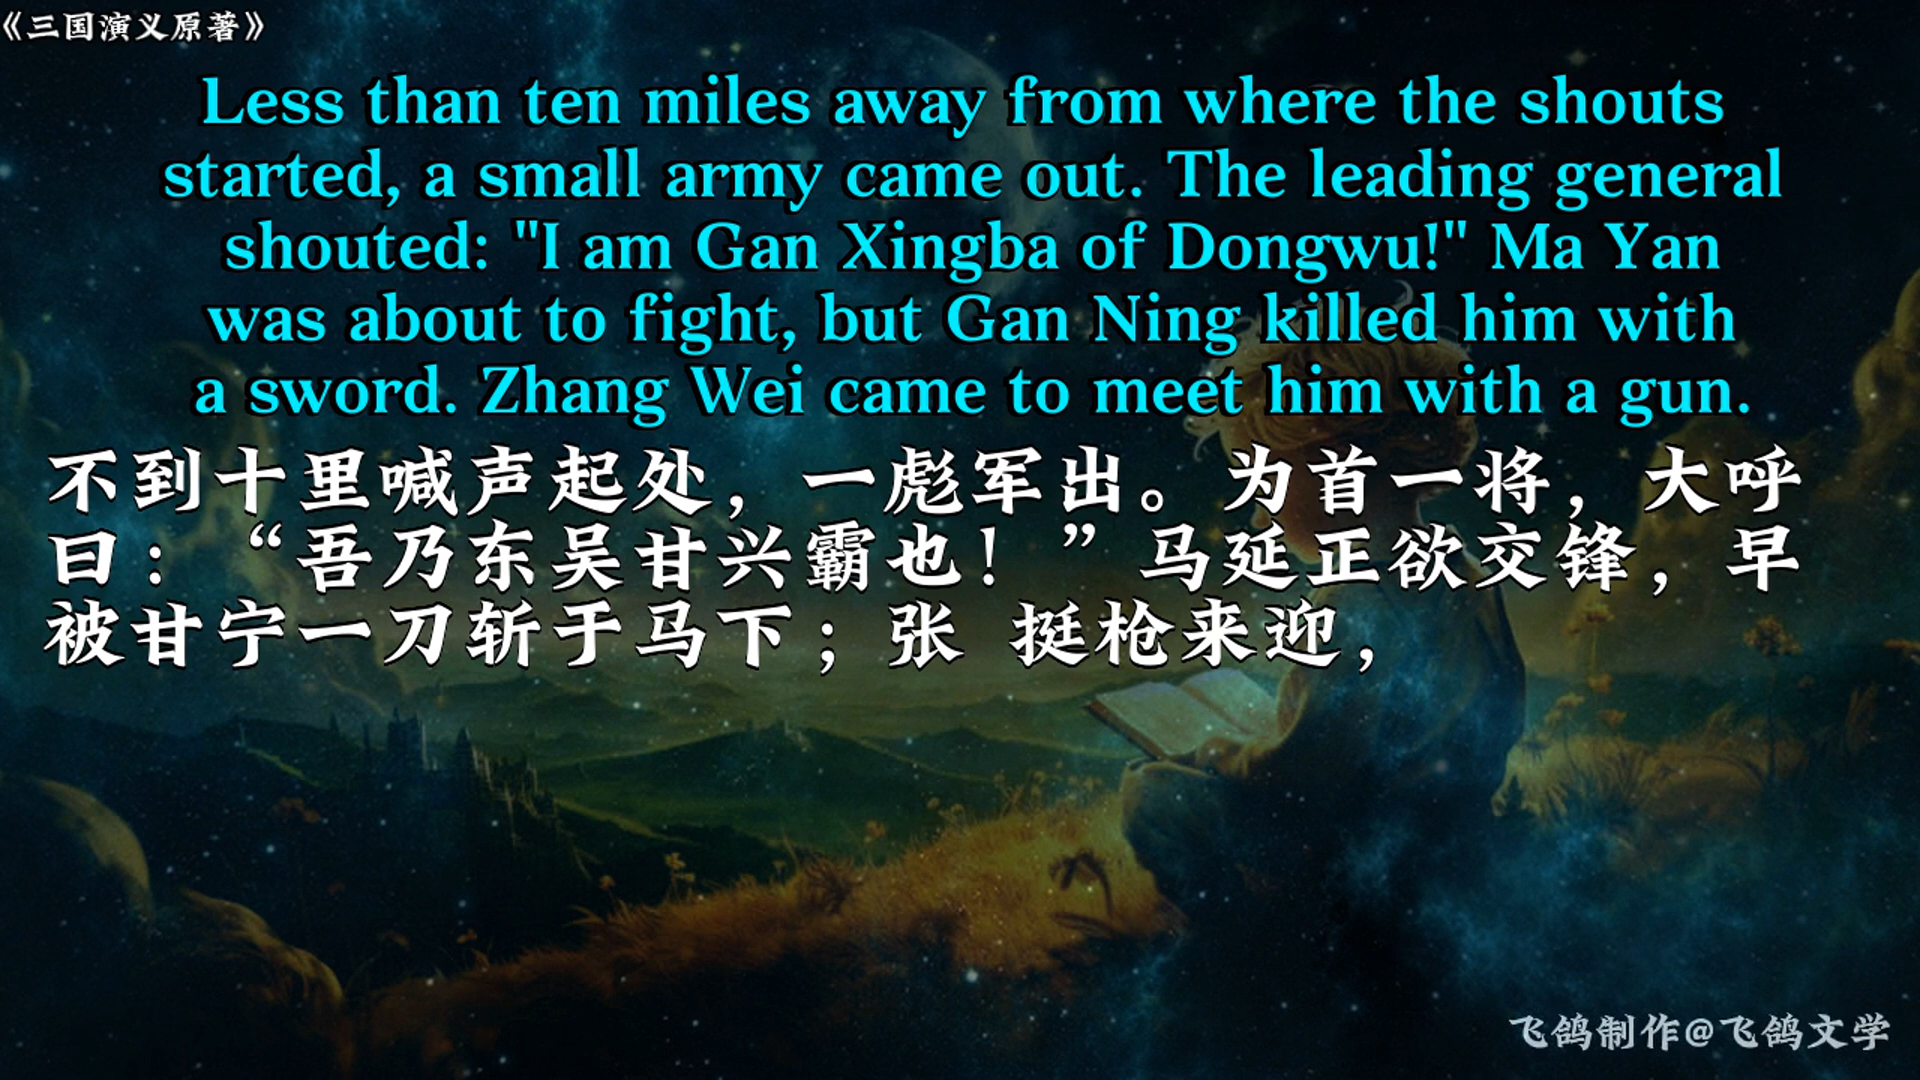 《三国演义原著》
Less than ten miles away from where the shouts
started, a small army came out. The leading general
shouted: "I am Gan Xingba of Dongwu!" Ma Yan
was about to fight, but Gan Ning killed him with
a sword. Zhang Wei came to meet him with a gun.
不到十里喊声起处，一彪军出。为首一将，大呼
曰：“吾乃东吴甘兴霸也！”马延正欲交锋，早
被甘宁一刀斩于马下；张 挺枪来迎，
飞鸽制作@飞鸽文学